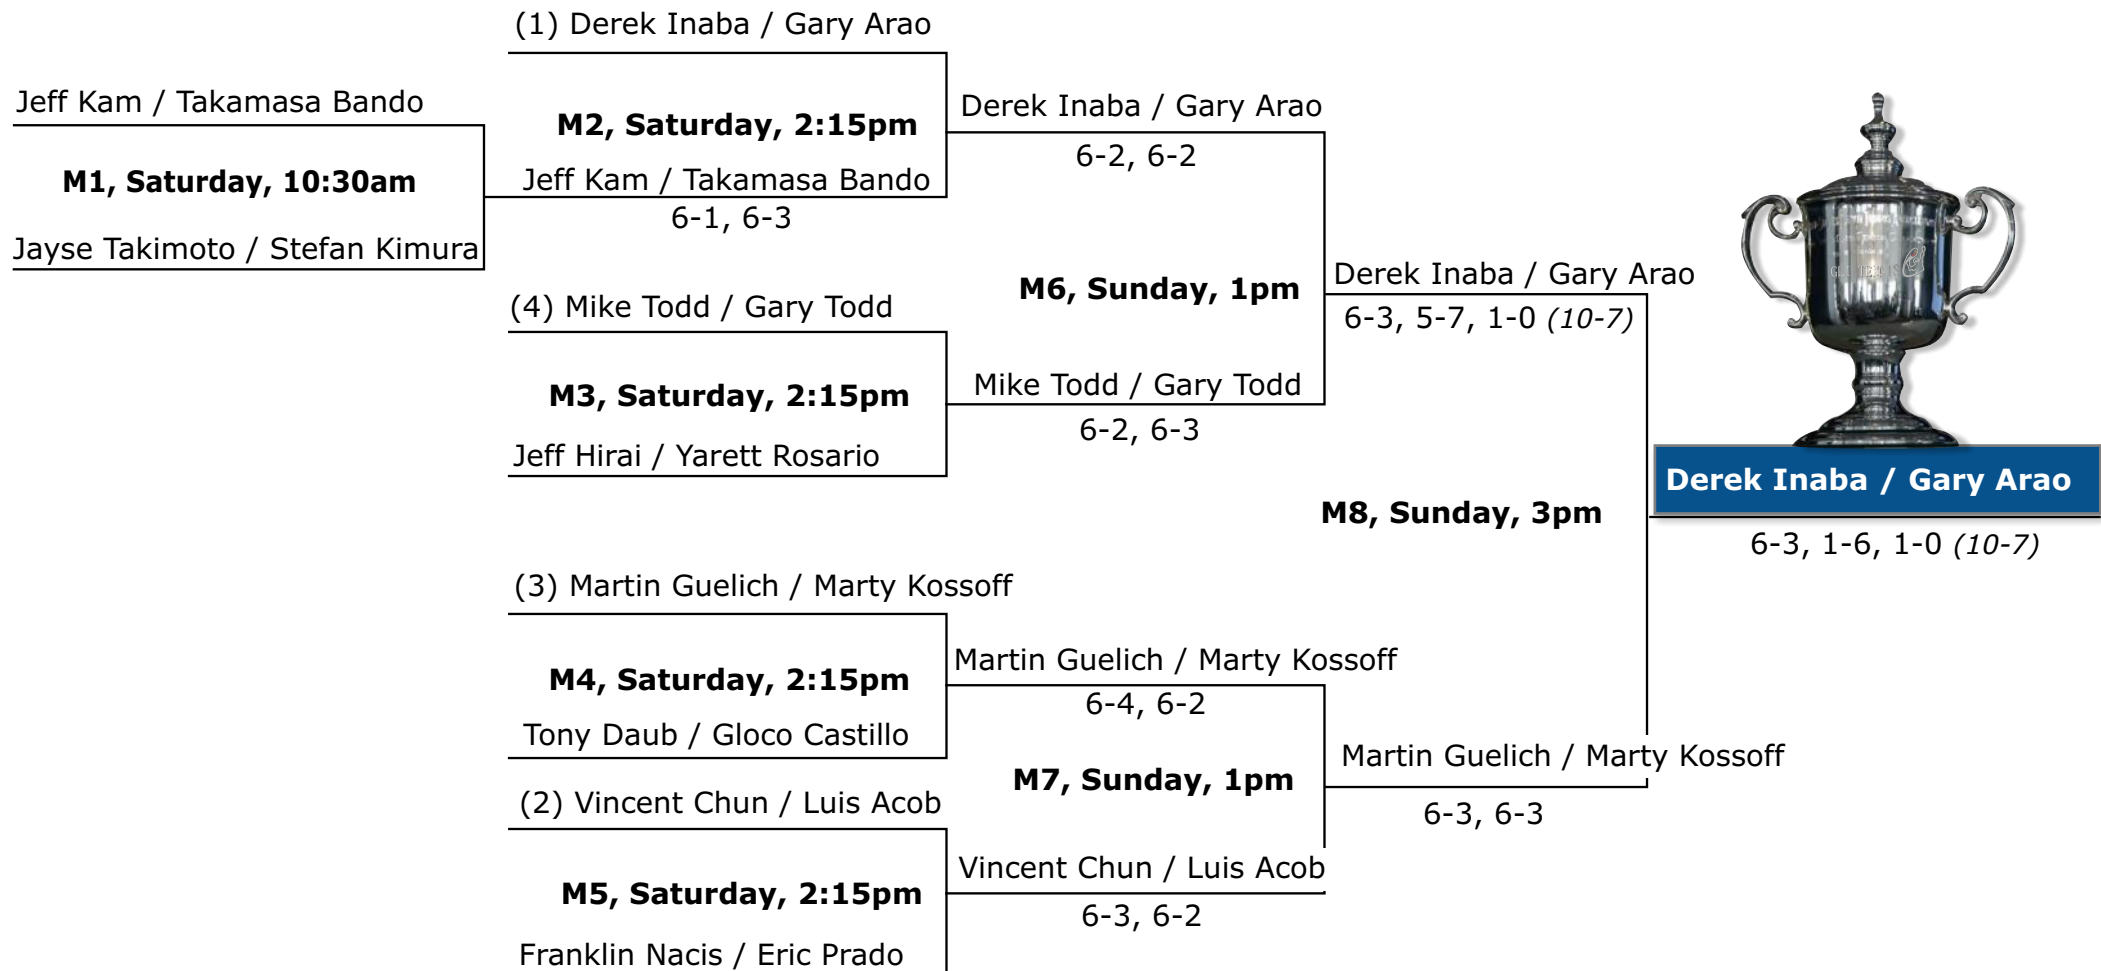 (1) Derek Inaba / Gary Arao
Jeff Kam / Takamasa Bando
M1, Saturday, 10:30am
Jayse Takimoto / Stefan Kimura
M2, Saturday, 2:15pm
Jeff Kam / Takamasa Bando
6-1, 6-3
(4) Mike Todd / Gary Todd
M3, Saturday, 2:15pm
Jeff Hirai / Yarett Rosario
(3) Martin Guelich / Marty Kossoff
M4, Saturday, 2:15pm
Tony Daub / Gloco Castillo
(2) Vincent Chun / Luis Acob
M5, Saturday, 2:15pm
Franklin Nacis / Eric Prado
Derek Inaba / Gary Arao
6-2, 6-2
M6, Sunday, 1pm
Mike Todd / Gary Todd
6-2, 6-3
Martin Guelich / Marty Kossoff
6-4, 6-2
M7, Sunday, 1pm
Vincent Chun / Luis Acob
6-3, 6-2
Derek Inaba / Gary Arao
6-3, 5-7, 1-0 (10-7)
M8, Sunday, 3pm
Martin Guelich / Marty Kossoff
6-3, 6-3
Derek Inaba / Gary Arao
6-3, 1-6, 1-0 (10-7)